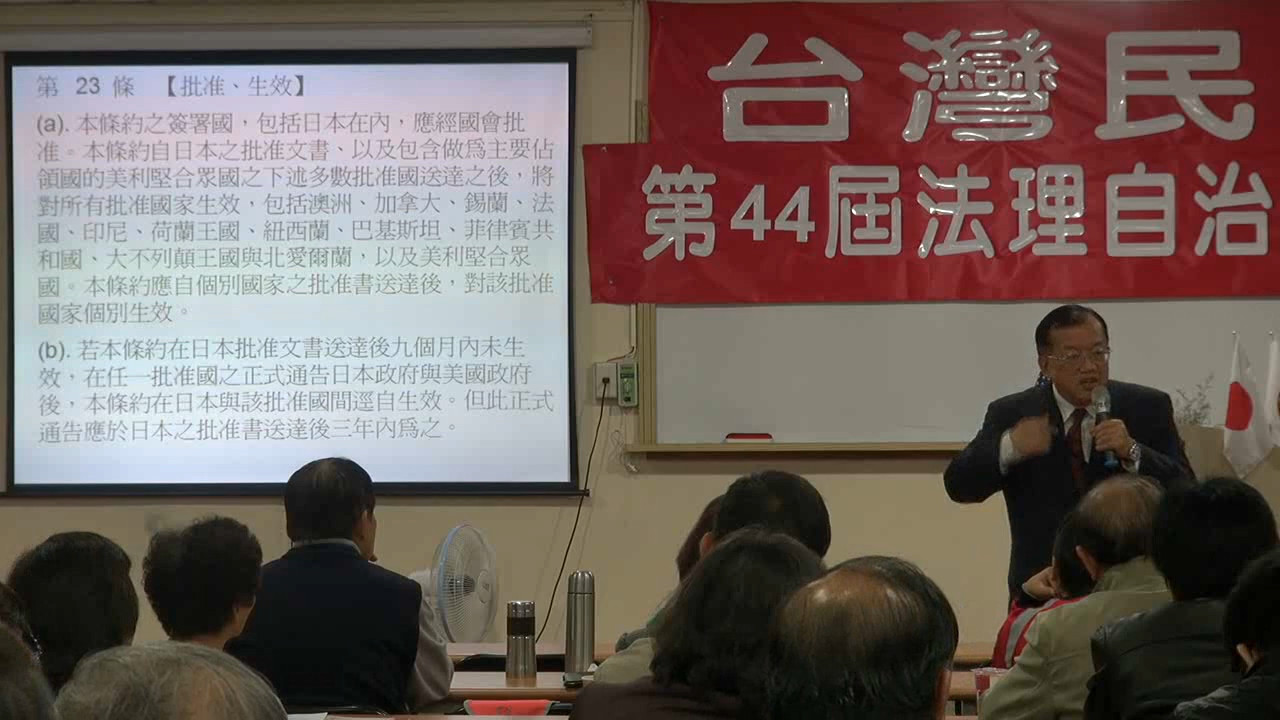 第 23 條 【批准、生效】
(a). 本條約之簽署國，包括日本在內，應經國會批
准。本條約自日本之批准文書、以及包含做為主要佔
領國的美利堅合眾國之下述多數批准國送達之後，將
對所有批准國家生效，包括澳洲、加拿大、錫蘭、法
國、印尼、荷蘭王國、紐西蘭、巴基斯坦、菲律賓共
和國、大不列顛王國與北愛爾蘭，以及美利堅合眾
國。本條約應自個別國家之批准書送達後，對該批准
國家個別生效。
(b). 若本條約在日本批准文書送達後九個月內未生
效，在任一批准國之正式通告日本政府與美國政府
後，本條約在日本與該批准國間逕自生效。但此正式
通告應於日本之批准書送達後三年內為之。
台灣民
第44屆法理自治